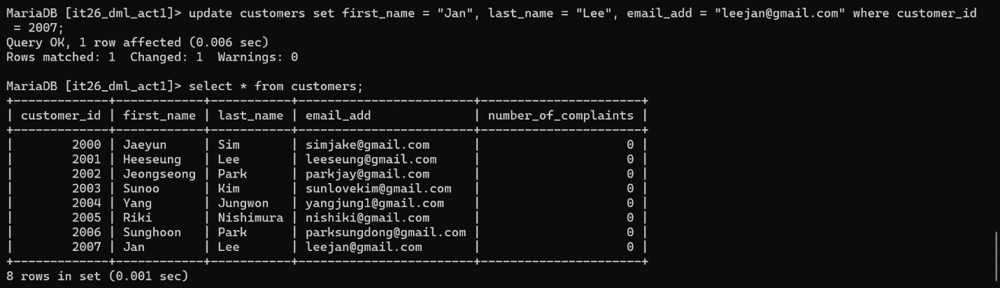 MariaDB [it26_dml_act1]> update customers set first_name = "Jan", last_name = "Lee", email_add = "leejan@gmail.com" where customer_id
 = 2007;
Query OK, 1 row affected (0.006 sec)
Rows matched: 1  Changed: 1  Warnings: 0

MariaDB [it26_dml_act1]> select * from customers;
+-------------+------------+-----------+------------------------+----------------------+
| customer_id | first_name | last_name | email_add              | number_of_complaints |
+-------------+------------+-----------+------------------------+----------------------+
|        2000 | Jaeyun     | Sim       | simjake@gmail.com      |                    0 |
|        2001 | Heeseung   | Lee       | leeseung@gmail.com     |                    0 |
|        2002 | Jeongseong | Park      | parkjay@gmail.com      |                    0 |
|        2003 | Sunoo      | Kim       | sunlovekim@gmail.com   |                    0 |
|        2004 | Yang       | Jungwon   | yangjung1@gmail.com    |                    0 |
|        2005 | Riki       | Nishimura | nishiki@gmail.com      |                    0 |
|        2006 | Sunghoon   | Park      | parksungdong@gmail.com |                    0 |
|        2007 | Jan        | Lee       | leejan@gmail.com       |                    0 |
+-------------+------------+-----------+------------------------+----------------------+
8 rows in set (0.001 sec)